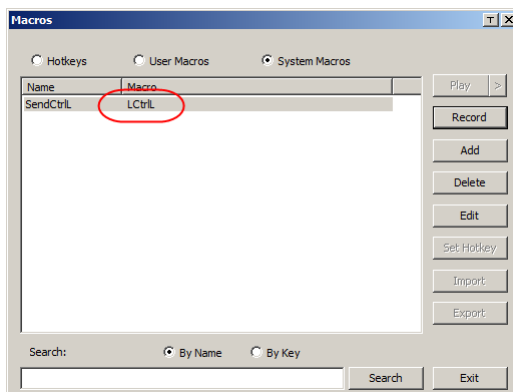 Macros
T X
Hotkeys User Macros System Macros
Name Macro
SendCtrlL LCtrlL
Play >
Record
Add
Delete
Edit
Set Hotkey
Import
Export
Search: By Name By Key
Search Exit